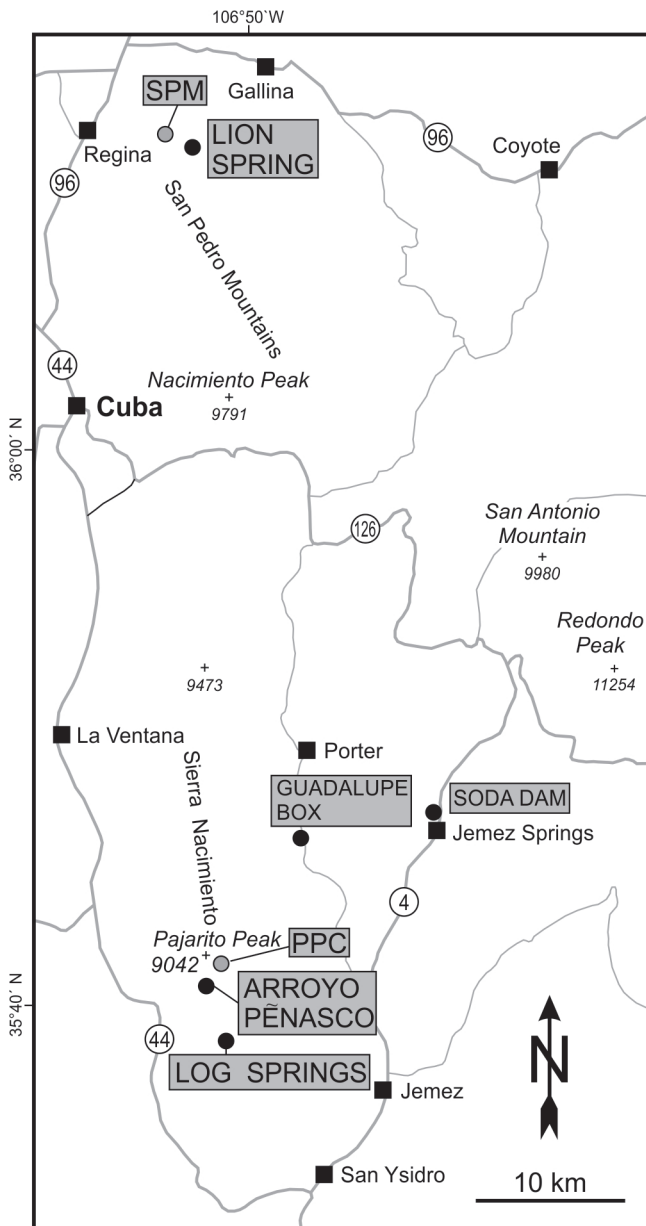 106°50`W
Gallina
SPM
LION
SPRING
Regina
96
Coyote
96
San Pedro Mountains
44
Nacimiento Peak
9791
Cuba
36°00´ N
126
San Antonio
Mountain
9980
Redondo
Peak
11254
9473
La Ventana
Sierra Nacimiento
Porter
GUADALUPE
BOX
SODA DAM
Jemez Springs
4
Pajarito Peak
9042
PPC
ARROYO
PẼNASCO
35°40´ N
44
LOG SPRINGS
Jemez
N
San Ysidro
10 km